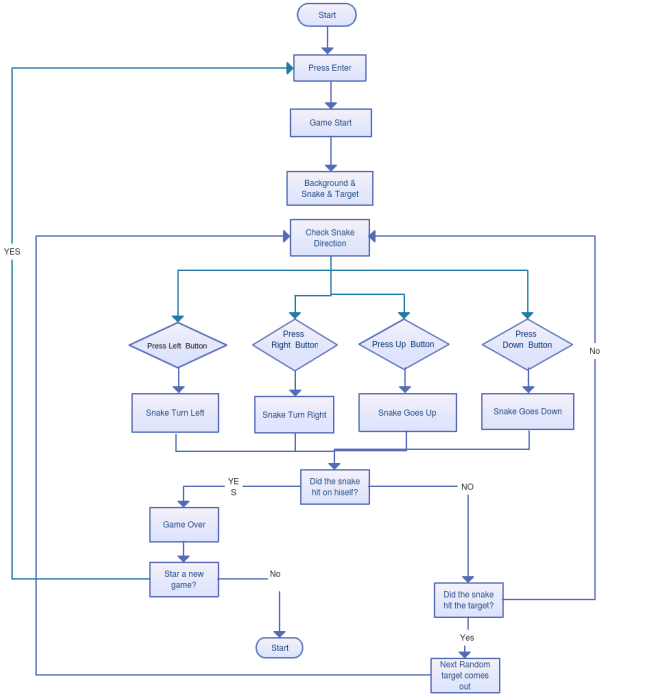 Start
Press Enter
Game Start
Background &
Snake & Target
Check Snake
Direction
YES
Press Left Button
Press
Right Button
Press Up Button
Press
Down Button
No
Snake Turn Left
Snake Turn Right
Snake Goes Up
Snake Goes Down
Did the snake
hit on hiself?
YE
S
NO
Game Over
Star a new
game?
No
Did the snake
hit the target?
Yes
Start
Next Random
target comes
out